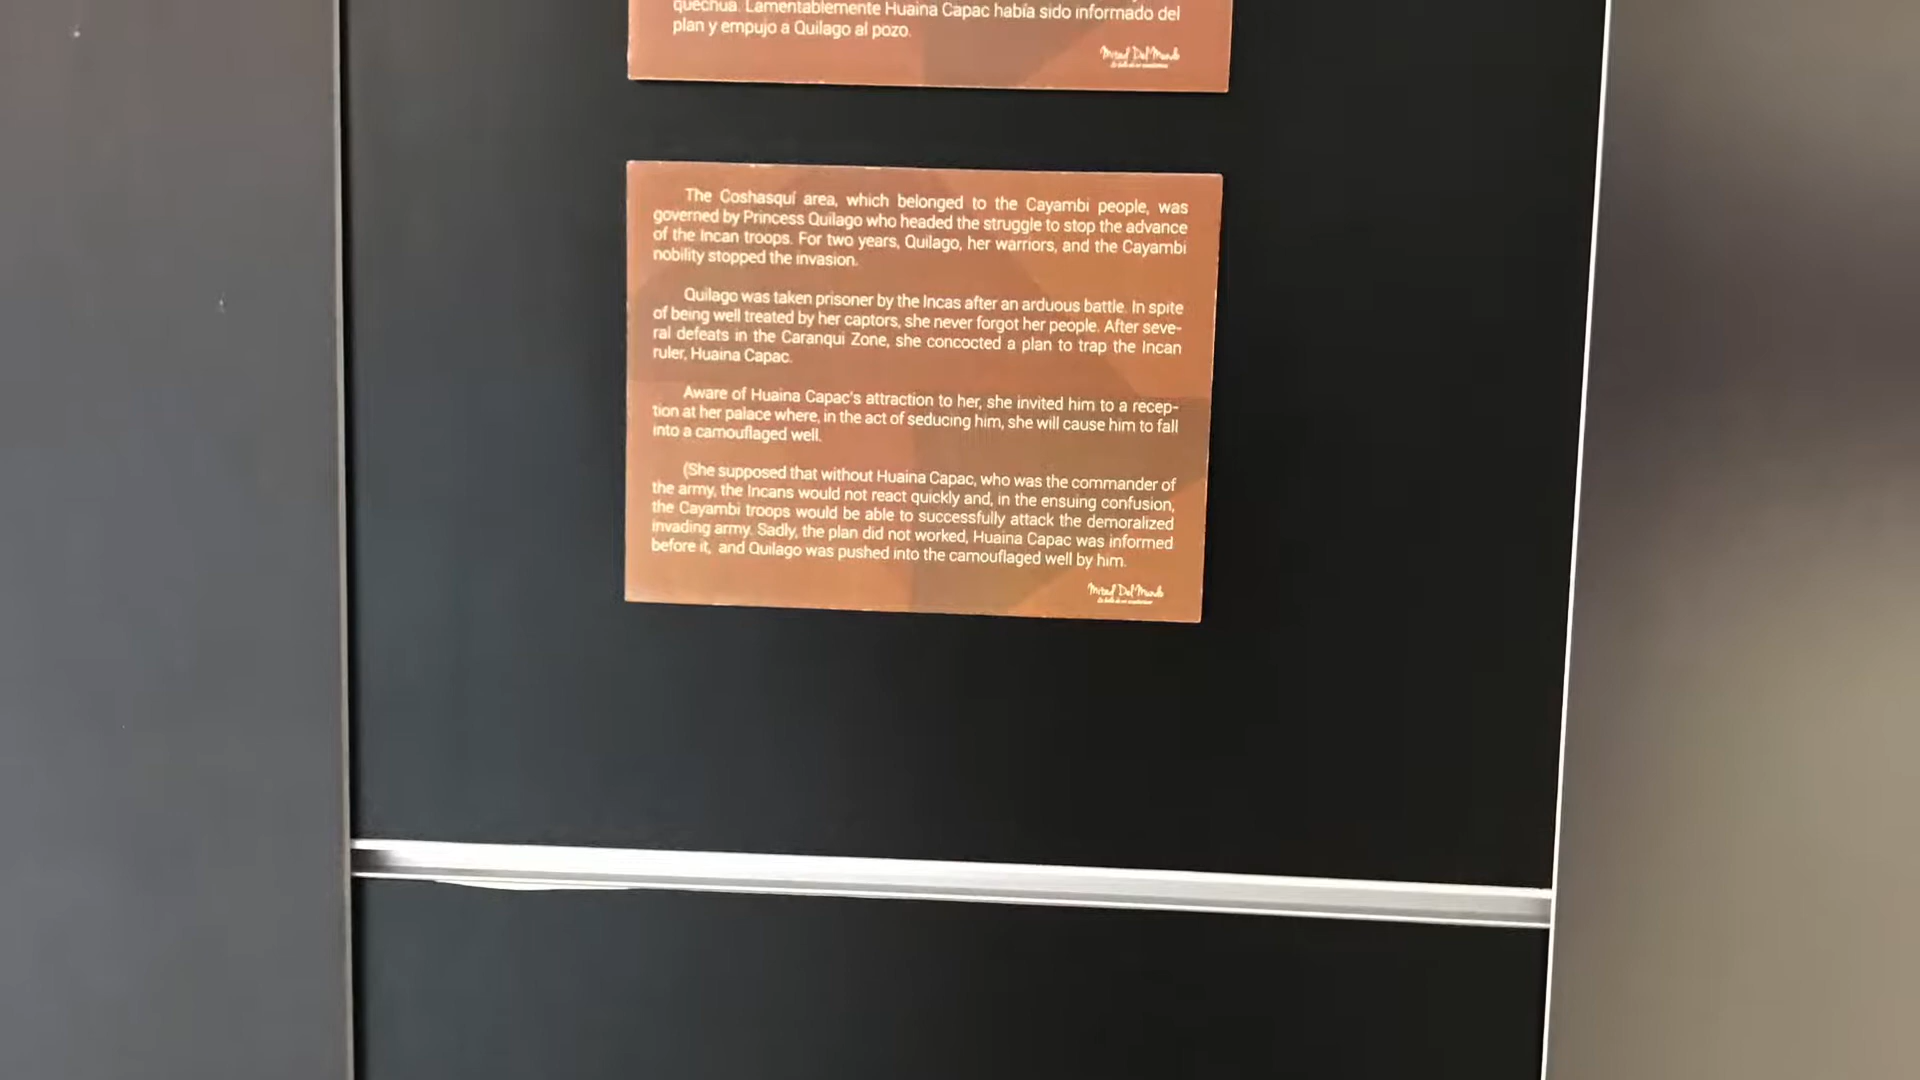 quechua. Lamentablemente Huaina Capac había sido informado del
plan y empujo a Quilago al pozo.
Mitad Del Mundo
The Coshasquí area, which belonged to the Cayambi people, was
governed by Princess Quilago who headed the struggle to stop the advance
of the Incan troops. For two years, Quilago, her warriors, and the Cayambi
nobility stopped the invasion.
Quilago was taken prisoner by the Incas after an arduous battle. In spite
of being well treated by her captors, she never forgot her people. After seve-
ral defeats in the Caranqui Zone, she concocted a plan to trap the Incan
ruler, Huaina Capac.
Aware of Huaina Capac's attraction to her, she invited him to a recep-
tion at her palace where, in the act of seducing him, she will cause him to fall
into a camouflaged well.
(She supposed that without Huaina Capac, who was the commander of
the army, the Incans would not react quickly and, in the ensuing confusion,
the Cayambi troops would be able to successfully attack the demoralized
invading army. Sadly, the plan did not worked, Huaina Capac was informed
before it, and Quilago was pushed into the camouflaged well by him.
Mitad Del Mundo